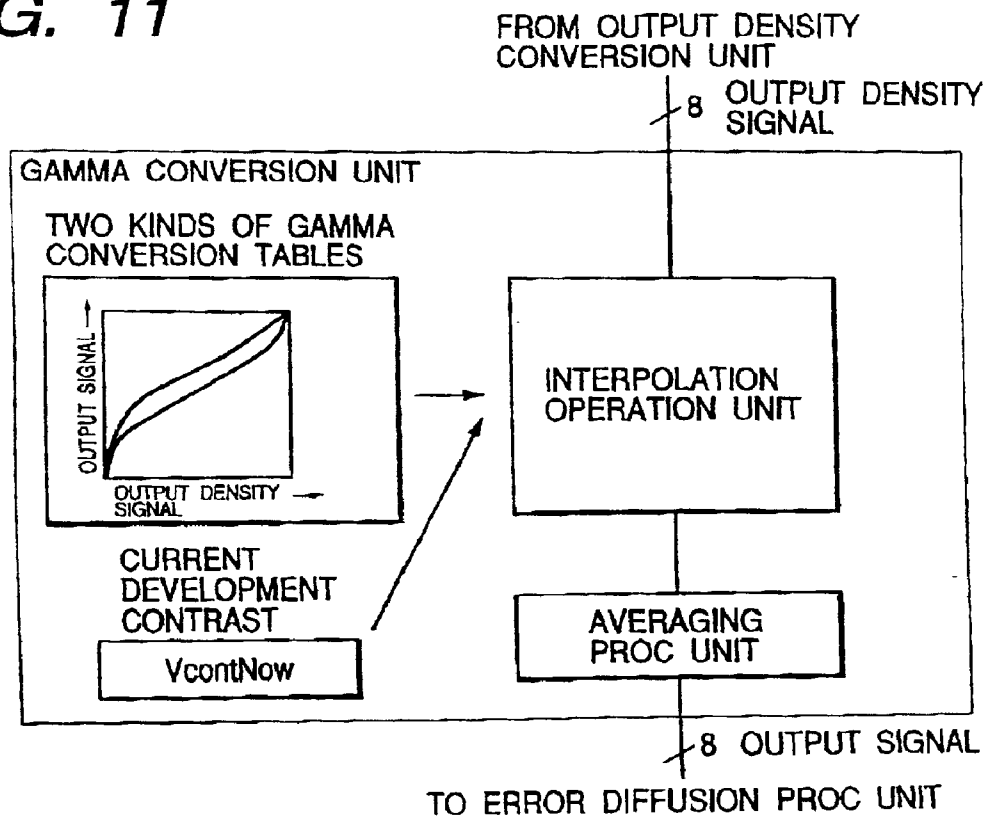 G. 11
FROM OUTPUT DENSITY
CONVERSION UNIT
8 OUTPUT DENSITY
SIGNAL
GAMMA CONVERSION UNIT
TWO KINDS OF GAMMA
CONVERSION TABLES
OUTPUT SIGNAL
OUTPUT DENSITY
SIGNAL
INTERPOLATION
OPERATION UNIT
CURRENT
DEVELOPMENT
CONTRAST
VcontNow
AVERAGING
PROC UNIT
8 OUTPUT SIGNAL
TO ERROR DIFFUSION PROC UNIT